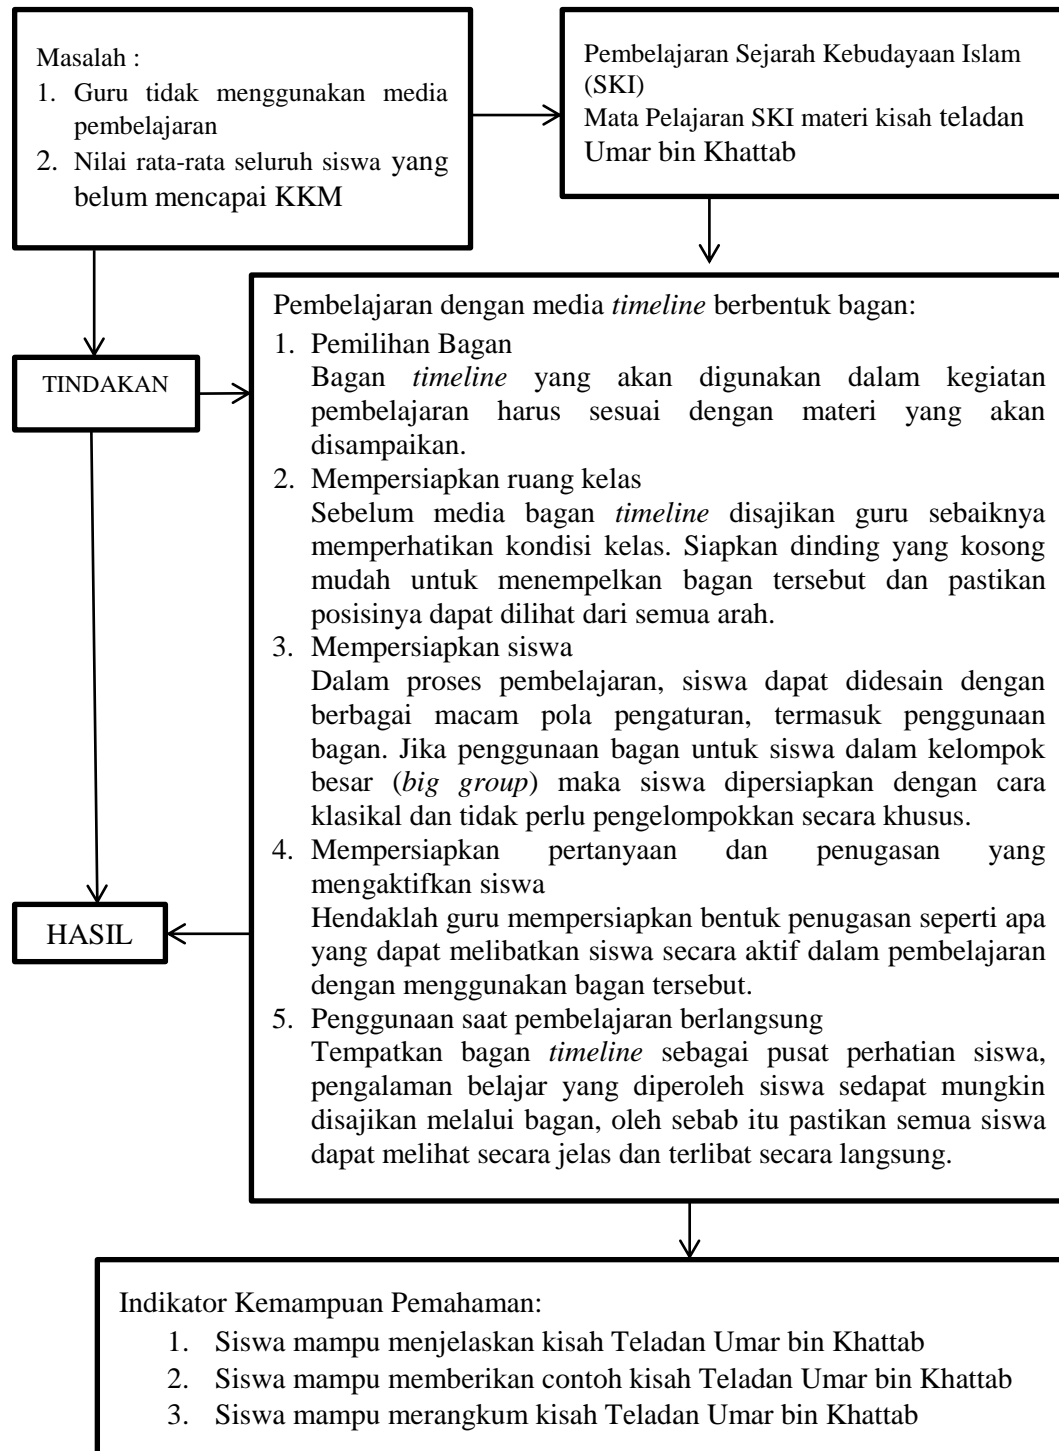 Masalah :
1. Guru tidak menggunakan media
pembelajaran
2. Nilai rata-rata seluruh siswa yang
belum mencapai KKM
Pembelajaran Sejarah Kebudayaan Islam
(SKI)
Mata Pelajaran SKI materi kisah teladan
Umar bin Khattab
TINDAKAN
Pembelajaran dengan media timeline berbentuk bagan:
1. Pemilihan Bagan
Bagan timeline yang akan digunakan dalam kegiatan
pembelajaran harus sesuai dengan materi yang akan
disampaikan.
2. Mempersiapkan ruang kelas
Sebelum media bagan timeline disajikan guru sebaiknya
memperhatikan kondisi kelas. Siapkan dinding yang kosong
mudah untuk menempelkan bagan tersebut dan pastikan
posisinya dapat dilihat dari semua arah.
3. Mempersiapkan siswa
Dalam proses pembelajaran, siswa dapat didesain dengan
berbagai macam pola pengaturan, termasuk penggunaan
bagan. Jika penggunaan bagan untuk siswa dalam kelompok
besar (big group) maka siswa dipersiapkan dengan cara
klasikal dan tidak perlu pengelompokkan secara khusus.
4. Mempersiapkan pertanyaan dan penugasan yang
mengaktifkan siswa
Hendaklah guru mempersiapkan bentuk penugasan seperti apa
yang dapat melibatkan siswa secara aktif dalam pembelajaran
dengan menggunakan bagan tersebut.
5. Penggunaan saat pembelajaran berlangsung
Tempatkan bagan timeline sebagai pusat perhatian siswa,
pengalaman belajar yang diperoleh siswa sedapat mungkin
disajikan melalui bagan, oleh sebab itu pastikan semua siswa
dapat melihat secara jelas dan terlibat secara langsung.
HASIL
Indikator Kemampuan Pemahaman:
1. Siswa mampu menjelaskan kisah Teladan Umar bin Khattab
2. Siswa mampu memberikan contoh kisah Teladan Umar bin Khattab
3. Siswa mampu merangkum kisah Teladan Umar bin Khattab